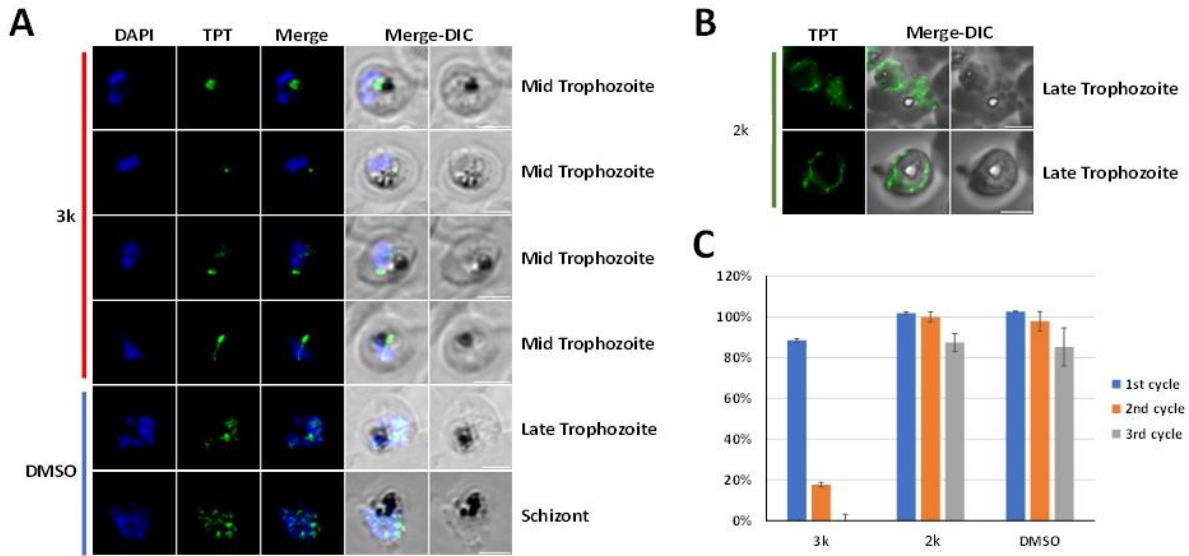 A
DAPI TPT Merge Merge-DIC
3k
Mid Trophozoite
Mid Trophozoite
Mid Trophozoite
Mid Trophozoite
DMSO
Late Trophozoite
Schizont
B
TPT Merge-DIC
2k
Late Trophozoite
Late Trophozoite
C
120%
100%
80%
60%
40%
20%
0%
3k 2k DMSO
1st cycle
2nd cycle
3rd cycle